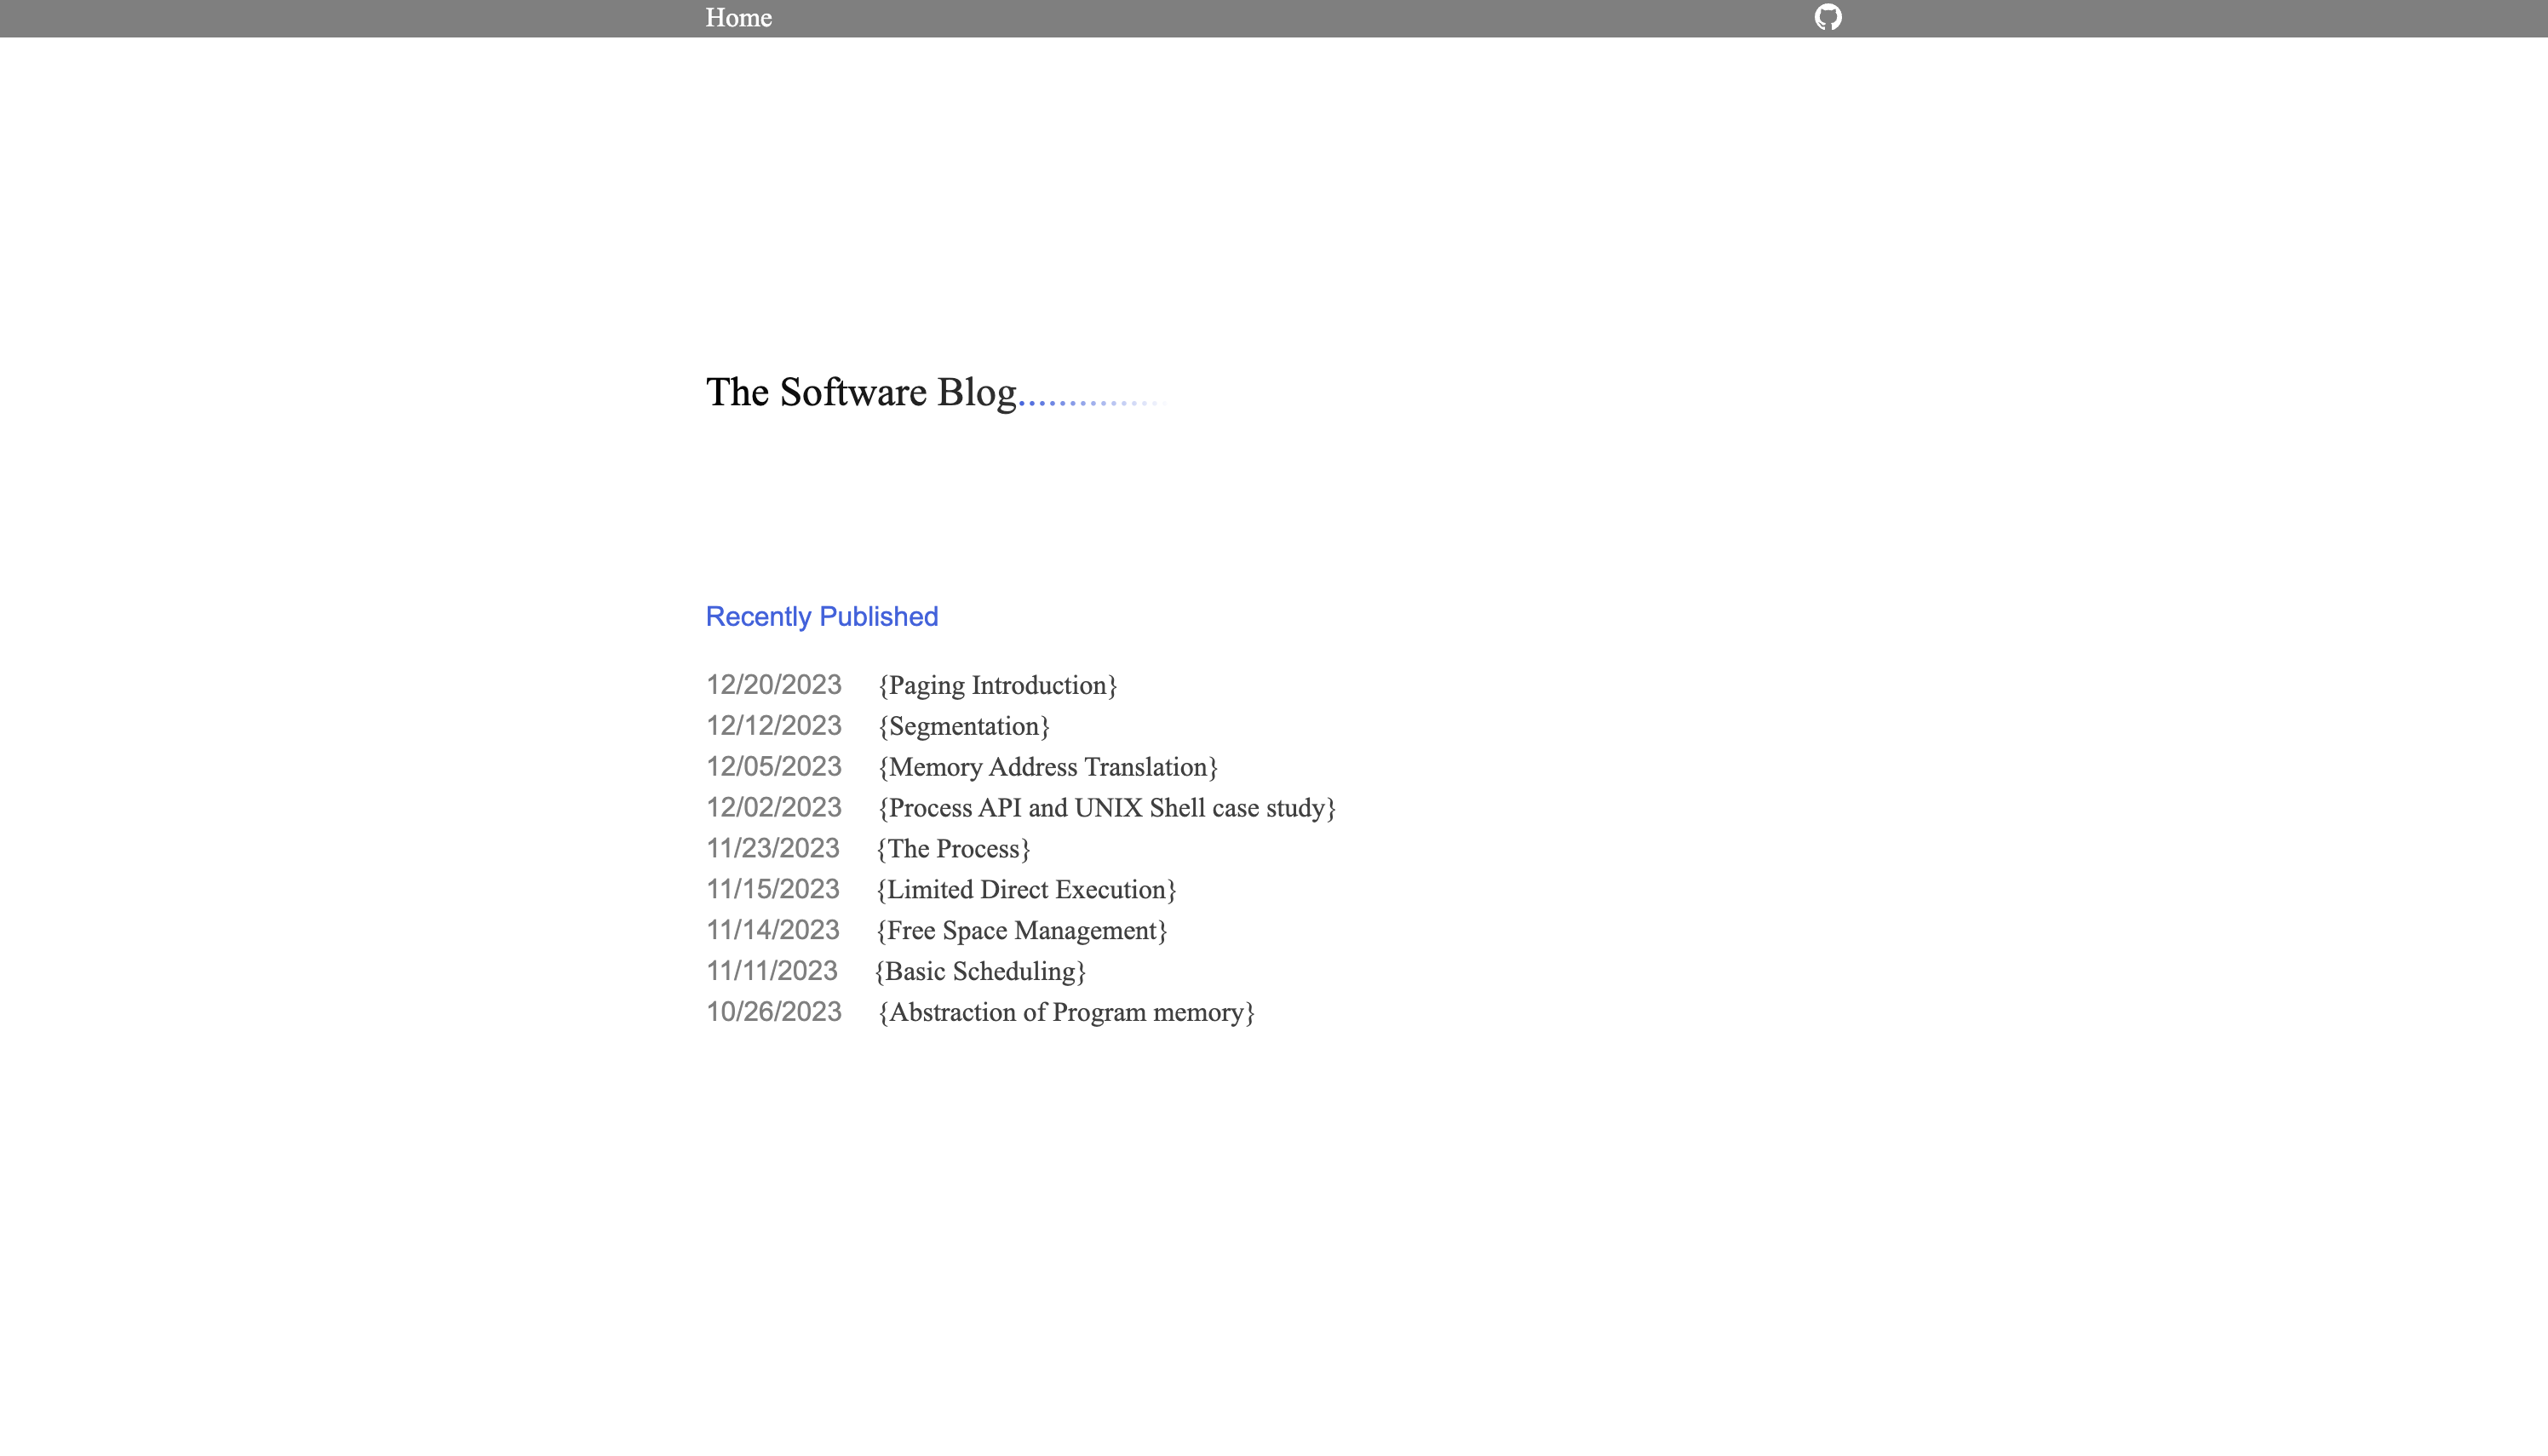 Home
The Software Blog...............
Recently Published
12/20/2023 {Paging Introduction}
12/12/2023 {Segmentation}
12/05/2023 {Memory Address Translation}
12/02/2023 {Process API and UNIX Shell case study}
11/23/2023 {The Process}
11/15/2023 {Limited Direct Execution}
11/14/2023 {Free Space Management}
11/11/2023 {Basic Scheduling}
10/26/2023 {Abstraction of Program memory}